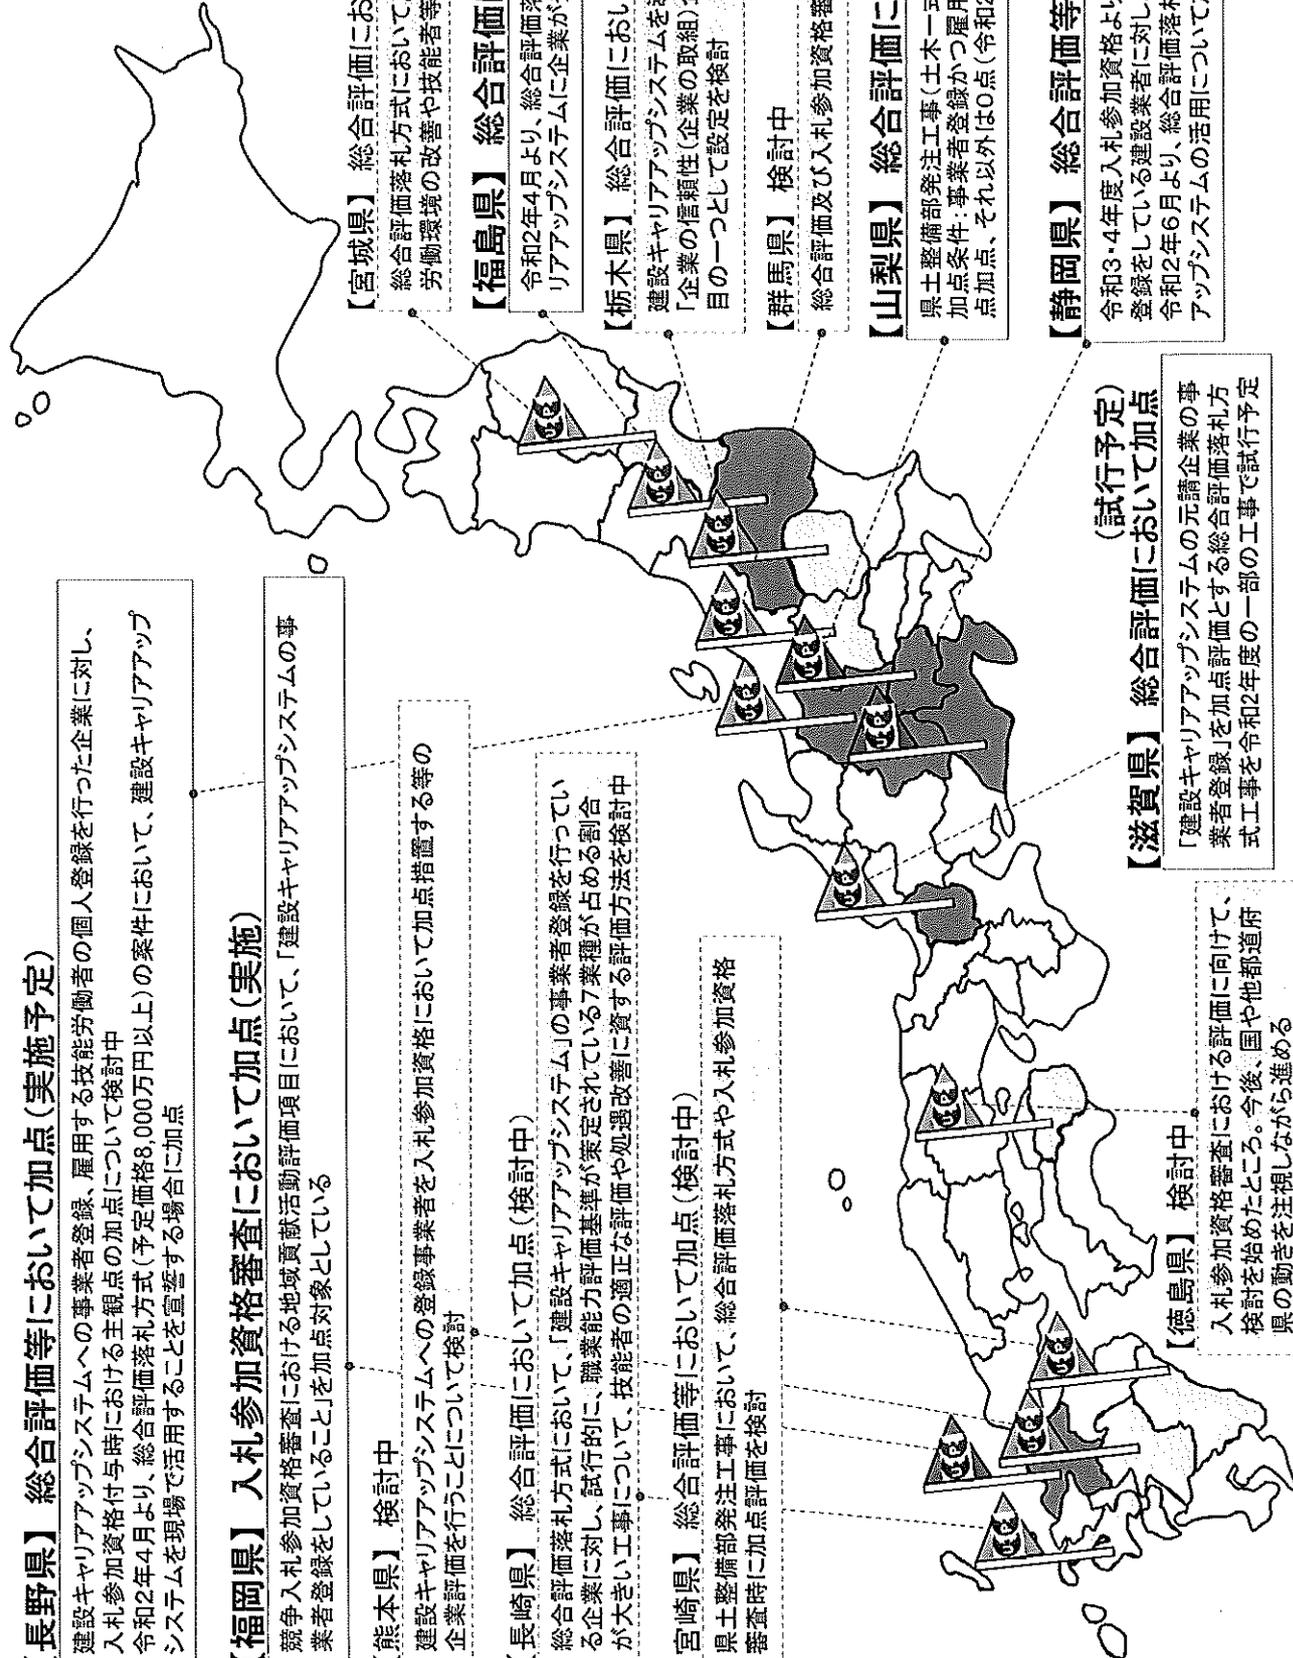 【長野県】 総合評価等において加点(実施予定)
建設キャリアアップシステムへの事業者登録、雇用する技能労働者の個人登録を行った企業に対し、
入札参加資格付与時における主観点の加点について検討中
令和2年4月より、総合評価落札方式(予定価格8,000万円以上)の案件において、建設キャリアアップ
システムを現場で活用することを宣誓する場合に加点
【福岡県】 入札参加資格審査において加点(実施)
競争入札参加資格審査における地域貢献活動評価項目において、「建設キャリアアップシステムの事
業者登録をしていること」を加点対象としている
【熊本県】 検討中
建設キャリアアップシステムへの登録事業者を入札参加資格において加点措置する等の
企業評価を行うことについて検討
【長崎県】 総合評価において加点(検討中)
総合評価落札方式において、「建設キャリアアップシステム」の事業者登録を行ってい
る企業に対し、試行的に、職業能力評価基準が策定されている7業種が占める割合
が大きい工事について、技能者の適正な評価や処遇改善に資する評価方法を検討中
宮崎県】 総合評価等において加点(検討中)
県土整備部発注工事において、総合評価落札方式や入札参加資格
審査時に加点評価を検討
【宮城県】 総合評価にお
総合評価落札方式において
労働環境の改善や技能者等
【福島県】 総合評価
令和2年4月より、総合評価落
リアアップシステムに企業が
【栃木県】 総合評価にお
建設キャリアアップシステムを
「企業の信頼性(企業の取組)
目の一つとして設定を検討
【群馬県】 検討中
総合評価及び入札参加資格審
【山梨県】 総合評価に
県土整備部発注工事(土木一式
加点条件:事業者登録かつ雇用
点加点、それ以外は0点(令和2
【静岡県】 総合評価等
令和3・4年度入札参加資格より
登録をしている建設業者に対し
令和2年6月より、総合評価落札
アップシステムの活用について
(試行予定)
【滋賀県】 総合評価において加点
「建設キャリアアップシステムの元請企業の事
業者登録」を加点評価とする総合評価落札方
式工事を令和2年度の一部の工事で試行予定
【徳島県】 検討中
入札参加資格審査における評価に向けて、
検討を始めたところ。今後、国や他都道府
県の動きを注視しながら進める